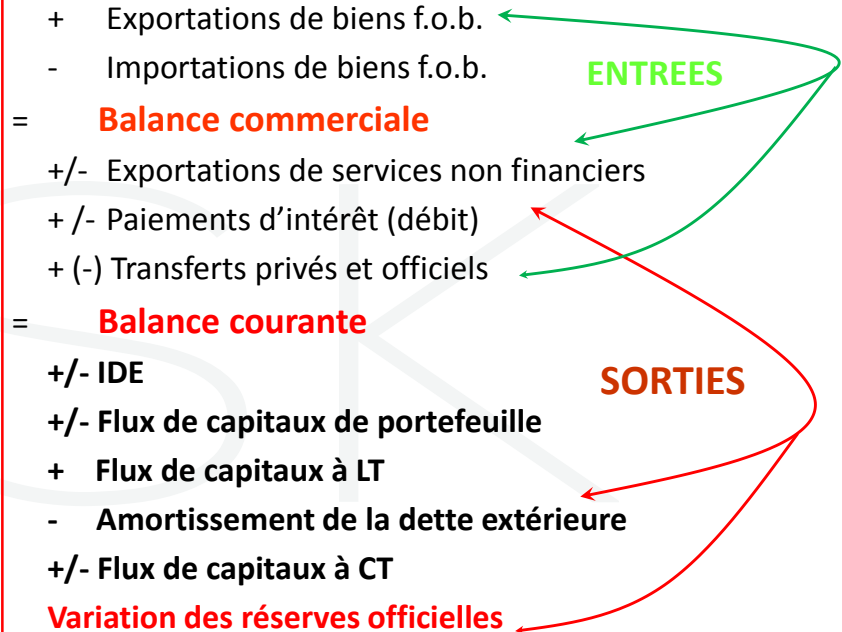 + Exportations de biens f.o.b.
- Importations de biens f.o.b.
ENTREES
= Balance commerciale
+/- Exportations de services non financiers
+ /- Paiements d’intérêt (débit)
+ (-) Transferts privés et officiels
= Balance courante
+/- IDE
SORTIES
+/- Flux de capitaux de portefeuille
+ Flux de capitaux à LT
- Amortissement de la dette extérieure
+/- Flux de capitaux à CT
Variation des réserves officielles